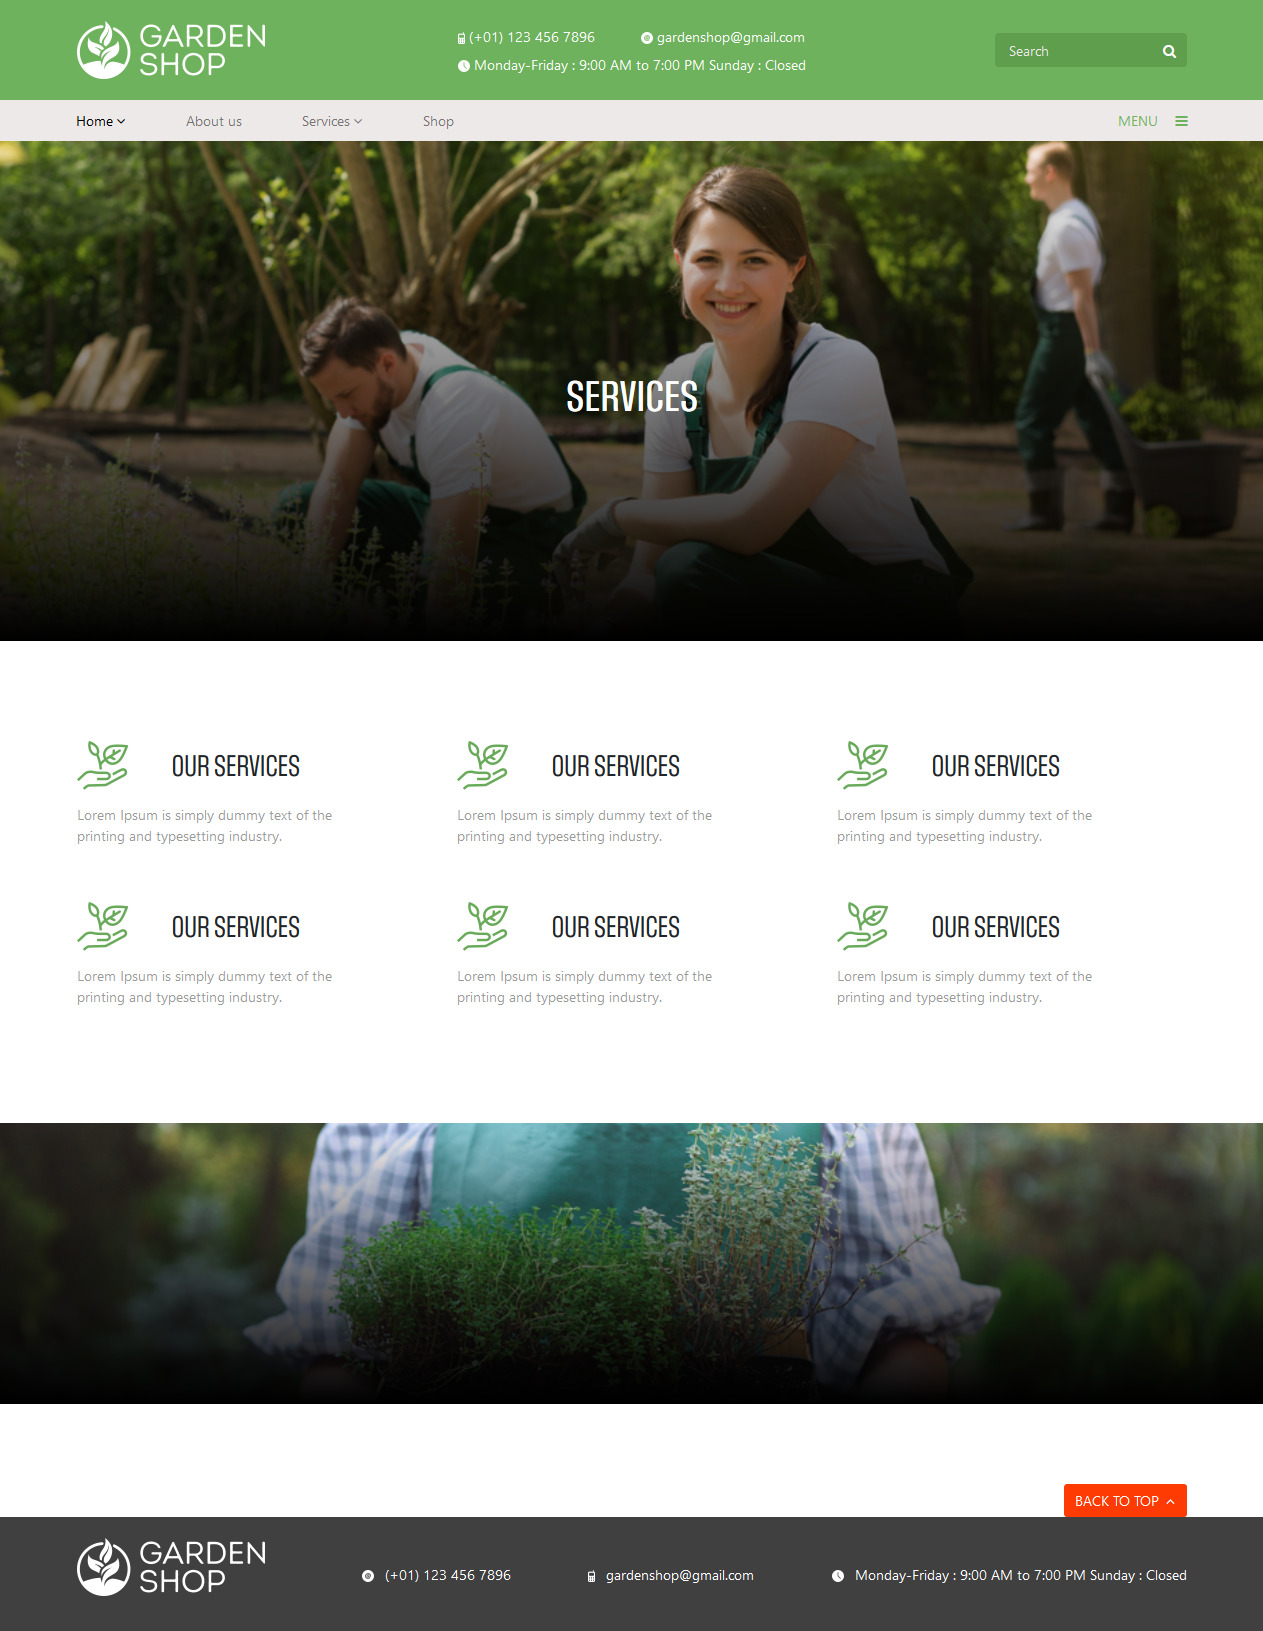 GARDEN
SHOP
(+01) 123 456 7896
gardenshop@gmail.com
Monday-Friday : 9:00 AM to 7:00 PM Sunday : Closed
Search
Home
About us
Services
Shop
MENU
SERVICES
OUR SERVICES
Lorem Ipsum is simply dummy text of the
printing and typesetting industry.
OUR SERVICES
Lorem Ipsum is simply dummy text of the
printing and typesetting industry.
OUR SERVICES
Lorem Ipsum is simply dummy text of the
printing and typesetting industry.
OUR SERVICES
Lorem Ipsum is simply dummy text of the
printing and typesetting industry.
OUR SERVICES
Lorem Ipsum is simply dummy text of the
printing and typesetting industry.
OUR SERVICES
Lorem Ipsum is simply dummy text of the
printing and typesetting industry.
BACK TO TOP
GARDEN
SHOP
(+01) 123 456 7896
gardenshop@gmail.com
Monday-Friday : 9:00 AM to 7:00 PM Sunday : Closed